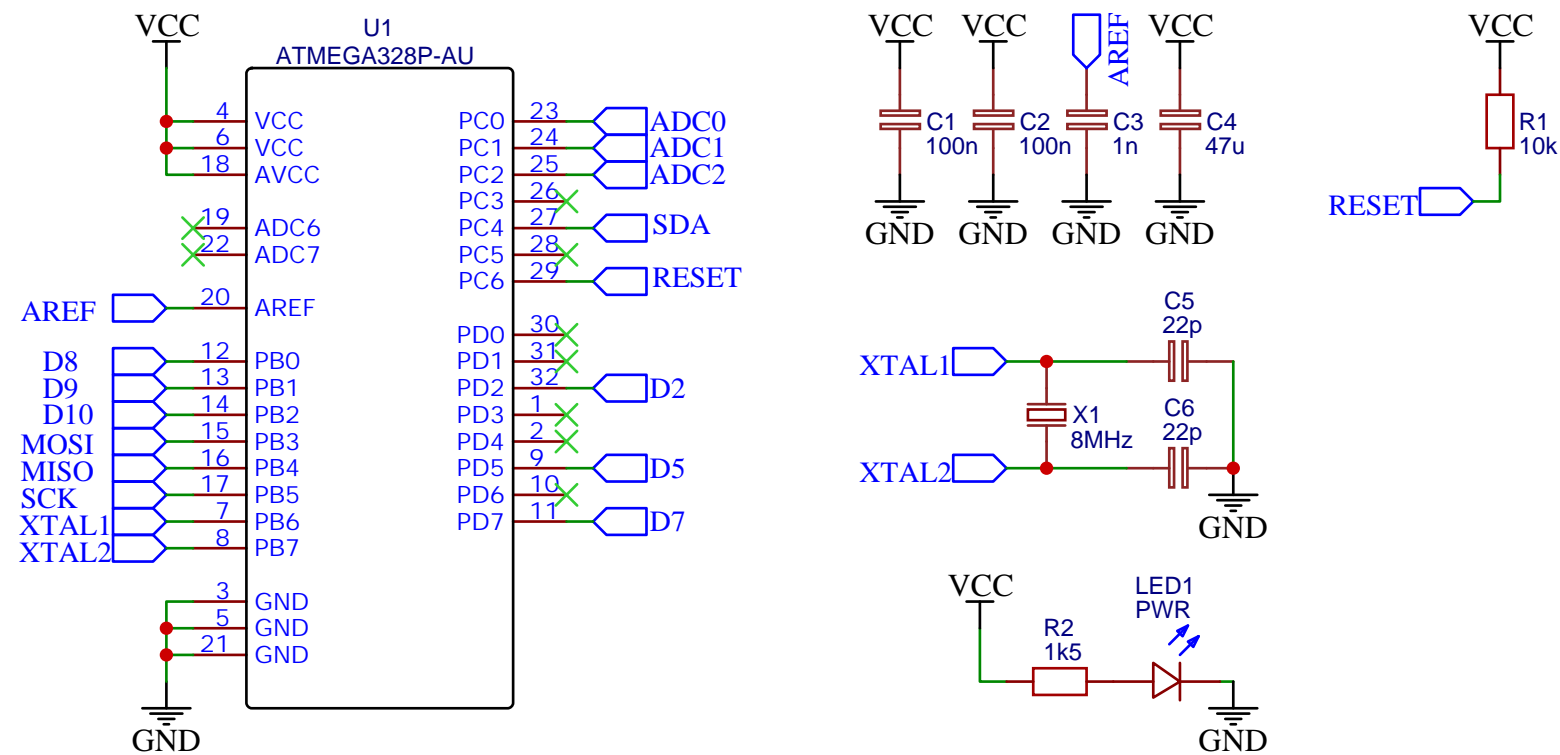 VCC
U1
ATMEGA328P-AU
4 VCC
6 VCC
18 AVCC
19 ADC6
22 ADC7
AREF 20 AREF
D8 12 PB0
D9 13 PB1
D10 14 PB2
MOSI 15 PB3
MISO 16 PB4
SCK 17 PB5
XTAL1 7 PB6
XTAL2 8 PB7
3 GND
5 GND
21 GND
GND
PC0 23 ADC0
PC1 24 ADC1
PC2 25 ADC2
PC3 26
PC4 27 SDA
PC5 28
PC6 29 RESET
PD0 30
PD1 31
PD2 32 D2
PD3 1
PD4 2
PD5 9 D5
PD6 10
PD7 11 D7
VCC VCC AREF VCC
C1 C2 C3 C4
100n 100n 1n 47u
GND GND GND GND
VCC
R1
10k
RESET
C5
22p
XTAL1
X1
8MHz
C6
22p
XTAL2
GND
VCC
LED1
PWR
R2
1k5
GND